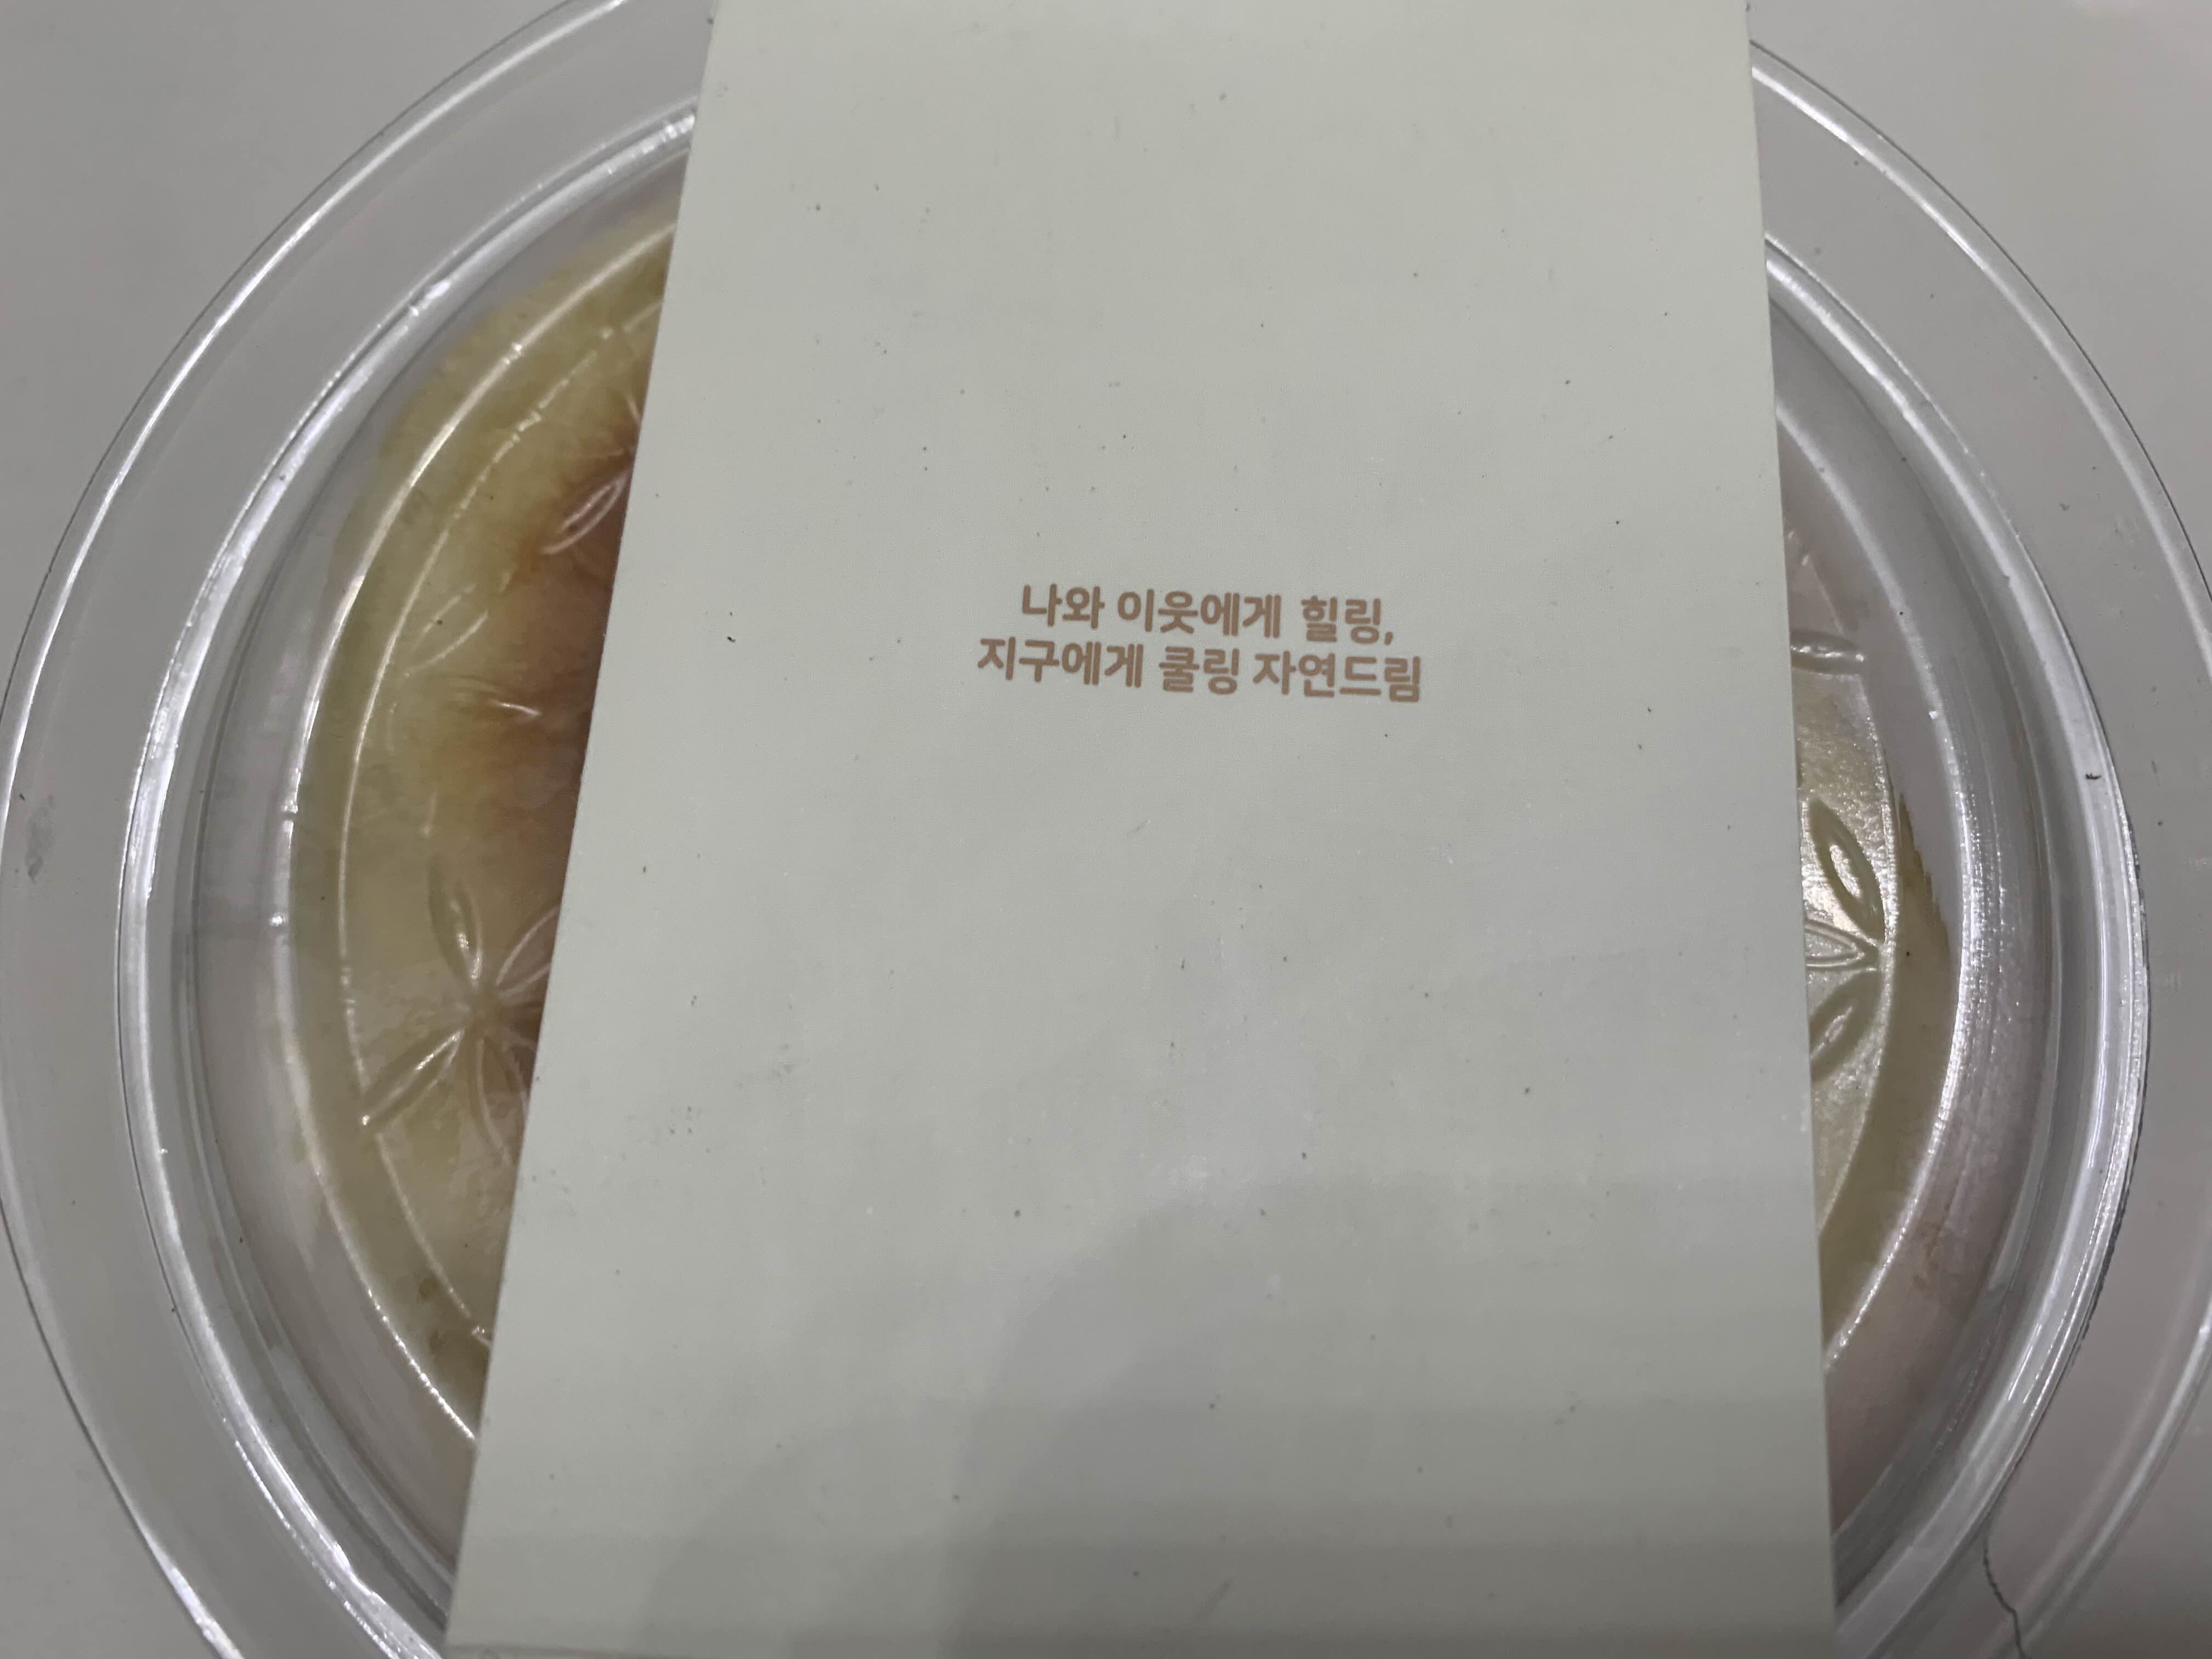 나와 이웃에게 힐링,
지구에게 쿨링 자연드림